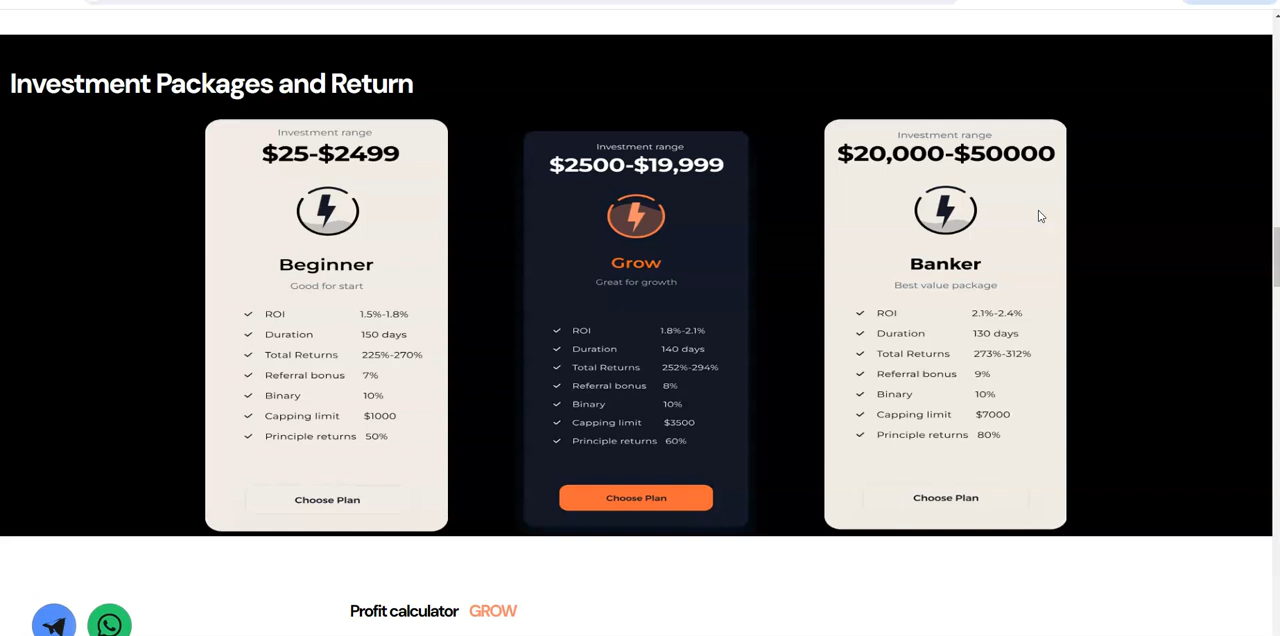 Investment Packages and Return
Investment range
$25-$2499
Beginner
Good for start
ROI 1.5%-1.8%
Duration 150 days
Total Returns 225%-270%
Referral bonus 7%
Binary 10%
Capping limit $1000
Principle returns 50%
Choose Plan
Investment range
$2500-$19,999
Grow
Great for growth
ROI 1.8%-2.1%
Duration 140 days
Total Returns 252%-294%
Referral bonus 8%
Binary 10%
Capping limit $3500
Principle returns 60%
Choose Plan
Investment range
$20,000-$50000
Banker
Best value package
ROI 2.1%-2.4%
Duration 130 days
Total Returns 273%-312%
Referral bonus 9%
Binary 10%
Capping limit $7000
Principle returns 80%
Choose Plan
Profit calculator GROW